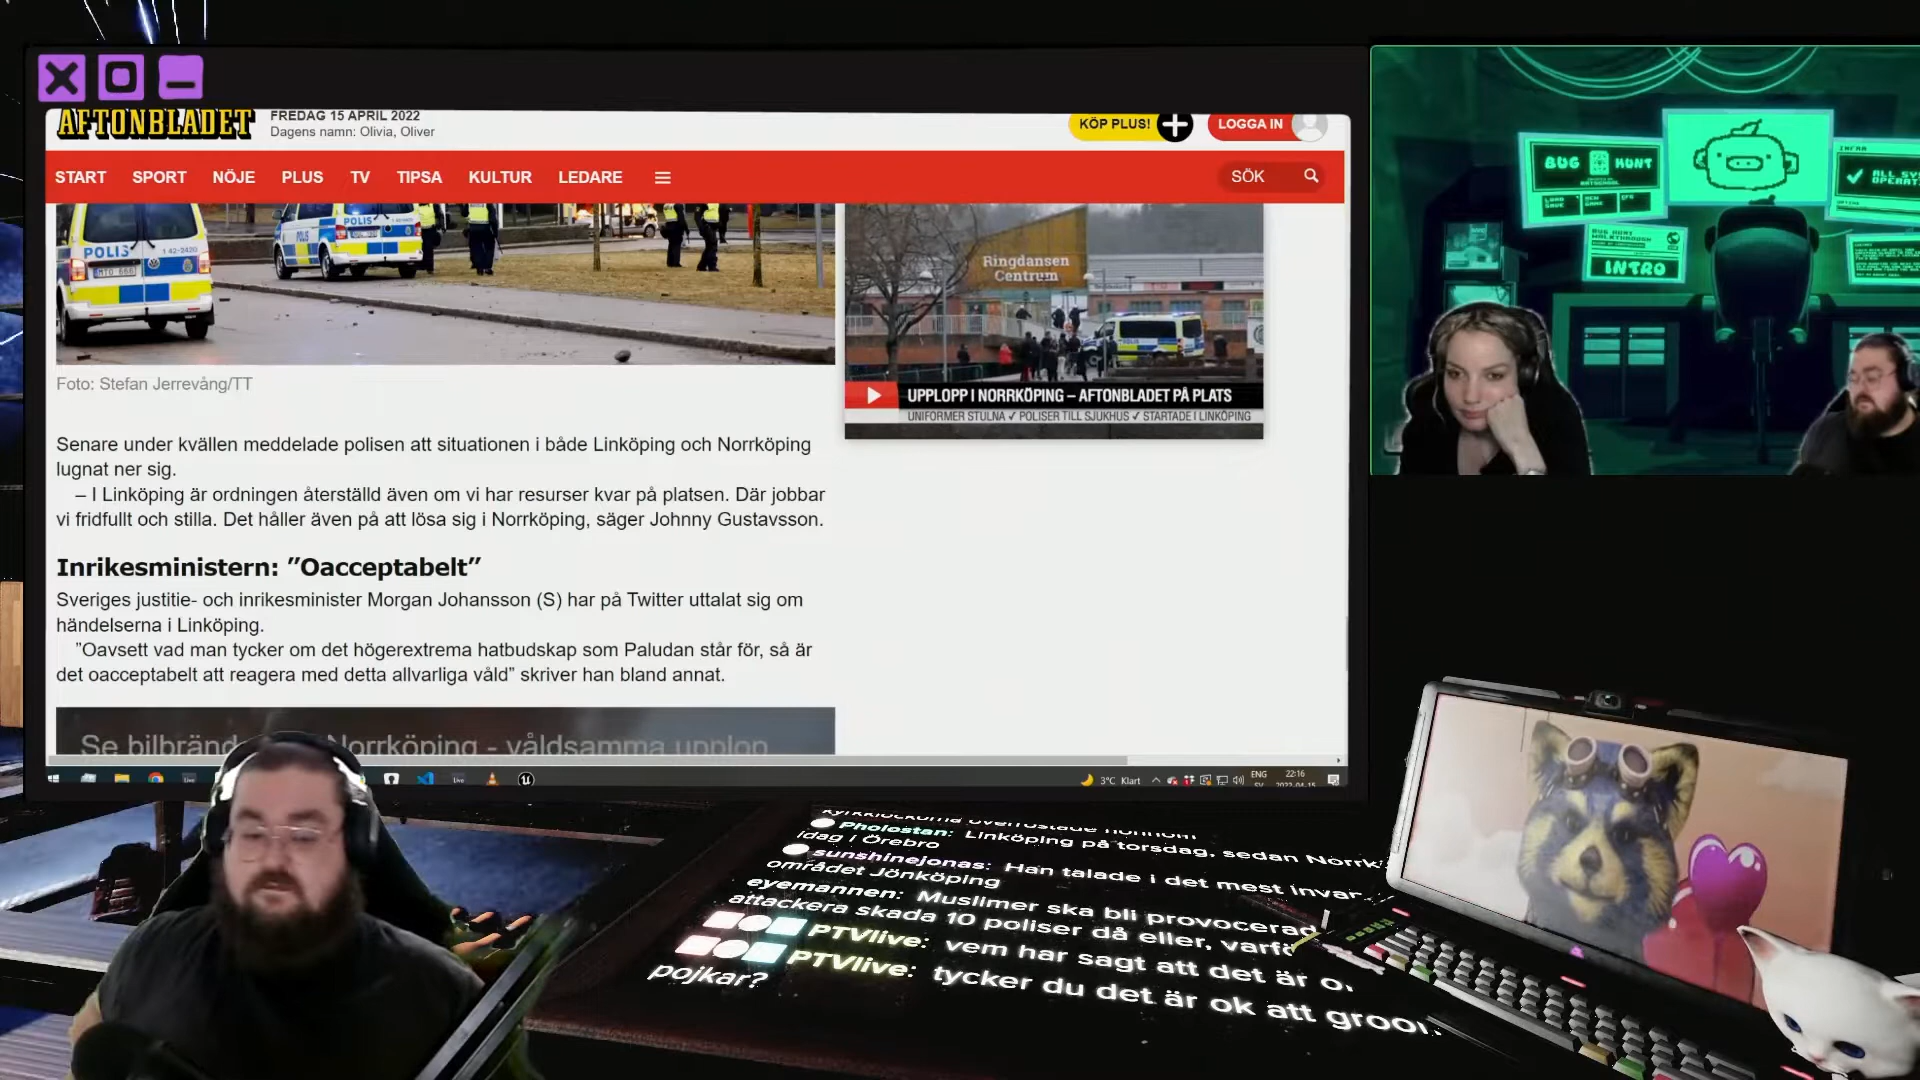 AFTONBLADET
FREDAG 15 APRIL 2022
Dagens namn: Olivia, Oliver
KÖP PLUS!
LOGGA IN
START SPORT NÖJE PLUS TV TIPSA KULTUR LEDARE
SÖK
POLIS
POLIS
Ringdansen
Centrum
POLIS
UPPLOPP I NORRKÖPING – AFTONBLADET PÅ PLATS
UNIFORMER STULNA ✓ POLISER TILL SJUKHUS ✓ STARTADE I LINKÖPING
Foto: Stefan Jerrevång/TT
Senare under kvällen meddelade polisen att situationen i både Linköping och Norrköping
lugnat ner sig.
– I Linköping är ordningen återställd även om vi har resurser kvar på platsen. Där jobbar
vi fridfullt och stilla. Det håller även på att lösa sig i Norrköping, säger Johnny Gustavsson.
Inrikesministern: ”Oacceptabelt”
Sveriges justitie- och inrikesminister Morgan Johansson (S) har på Twitter uttalat sig om
händelserna i Linköping.
”Oavsett vad man tycker om det högerextrema hatbudskap som Paludan står för, så är
det oacceptabelt att reagera med detta allvarliga våld” skriver han bland annat.
Se bilbränd Norrköping - våldsamma upplop
3°C Klart
ENG
22:16
2022-04-15
BUG HUNT
BUG HUNT
WALKTHROUGH
INTRO
Pholostan: Linköping på torsdag, sedan Norrk
idag i Örebro
sunshinejonas: Han talade i det mest invar
området Jönköping
eyemannen: Muslimer ska bli provocerad
attackera skada 10 poliser då eller, varfö
PTVlive: vem har sagt att det är o
PTVlive: tycker du det är ok att groo
pojkar?